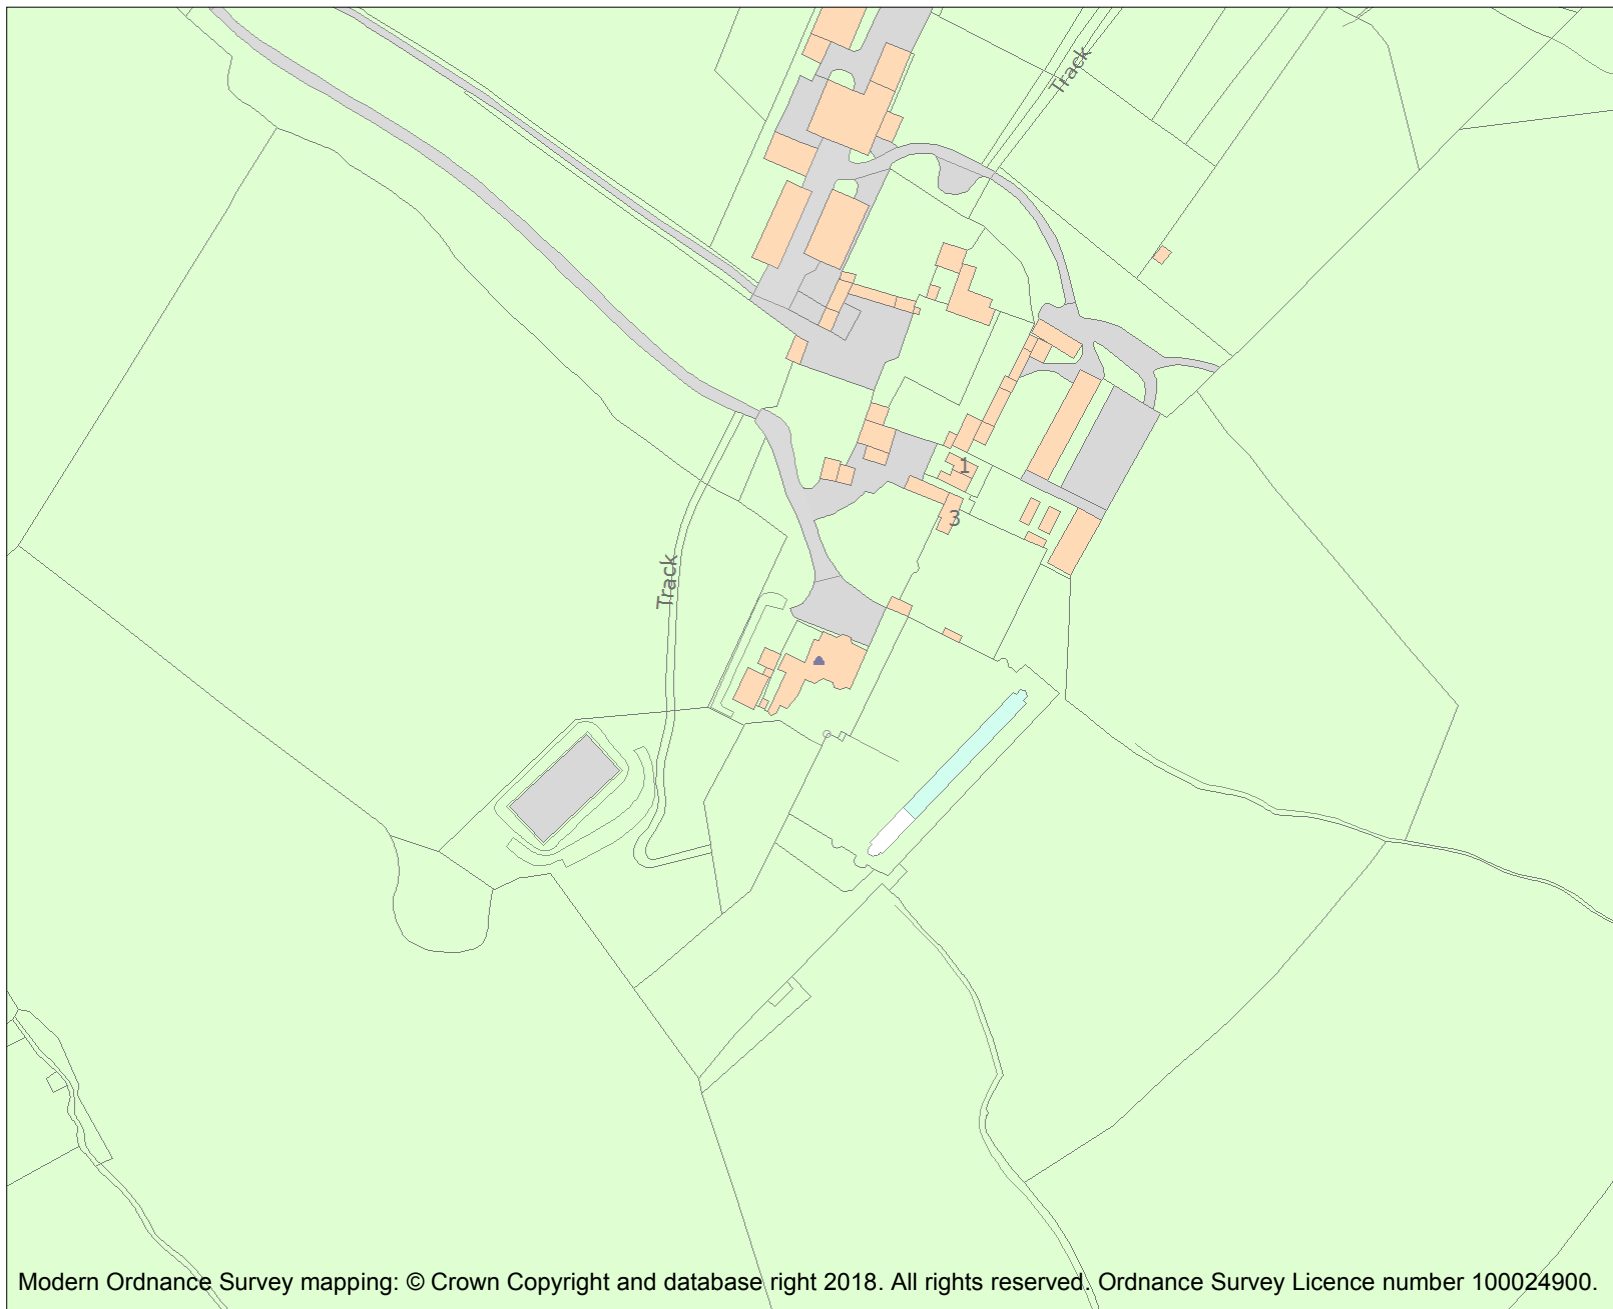 Track
1
3
Track
Modern Ordnance Survey mapping: © Crown Copyright and database right 2018. All rights reserved. Ordnance Survey Licence number 100024900.